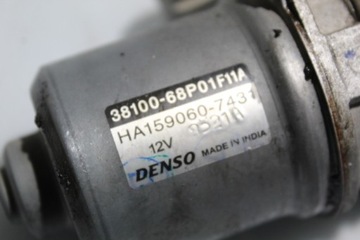 38100-68P01F11A
HA159060-7431
12V
DENSO MADE IN INDIA